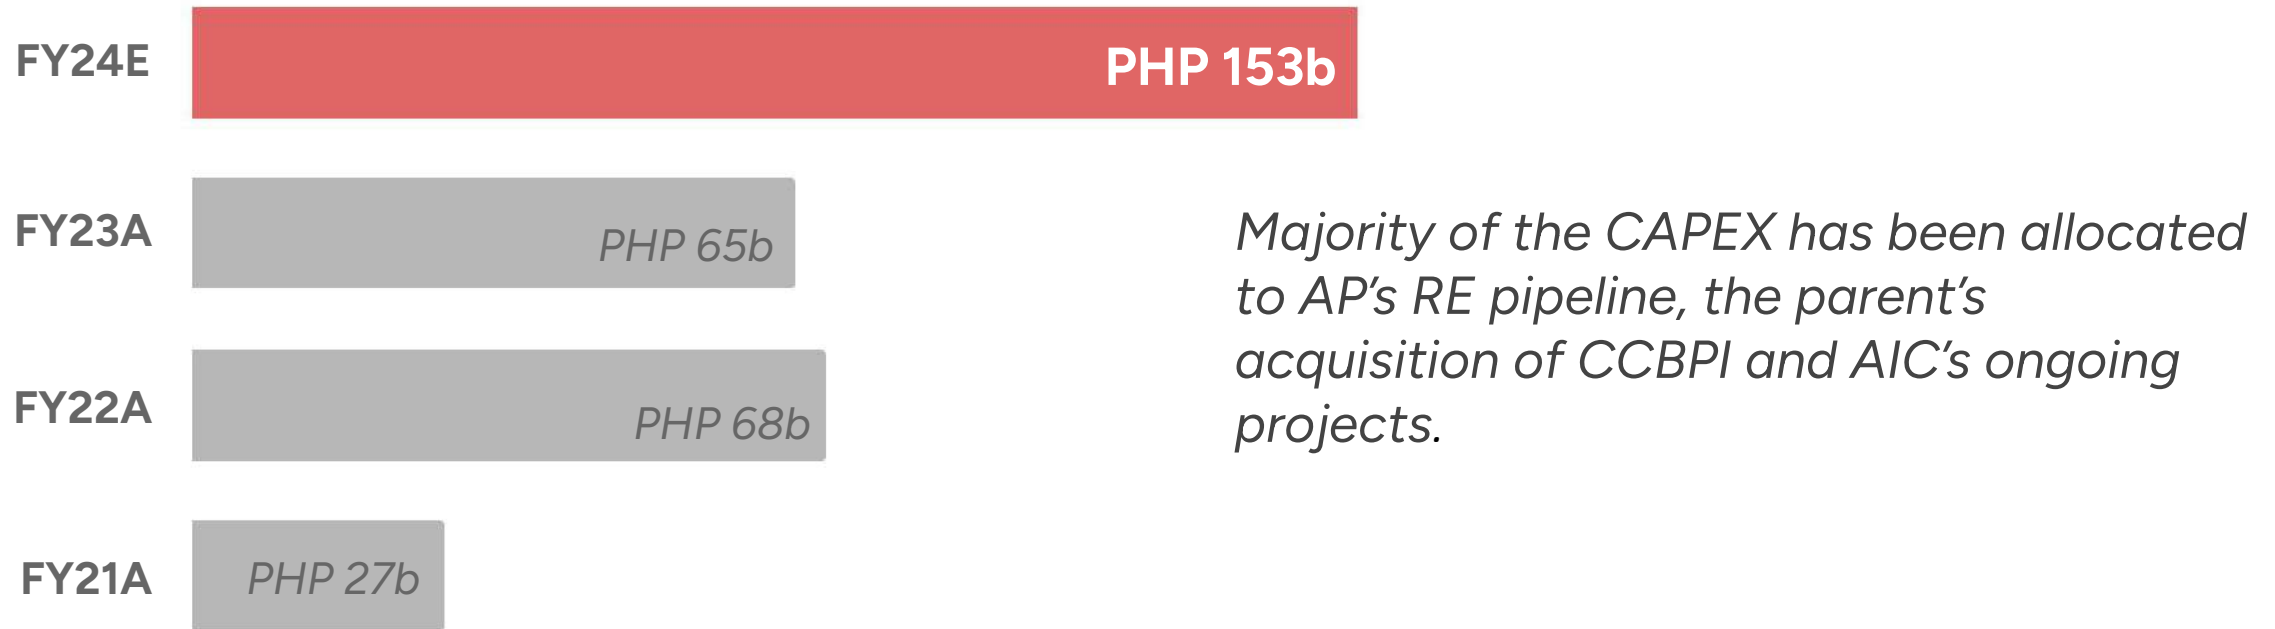 FY24E
PHP 153b
FY23A
PHP 65b
Majority of the CAPEX has been allocated
to AP’s RE pipeline, the parent’s
acquisition of CCBPI and AIC’s ongoing
projects.
FY22A
PHP 68b
FY21A
PHP 27b